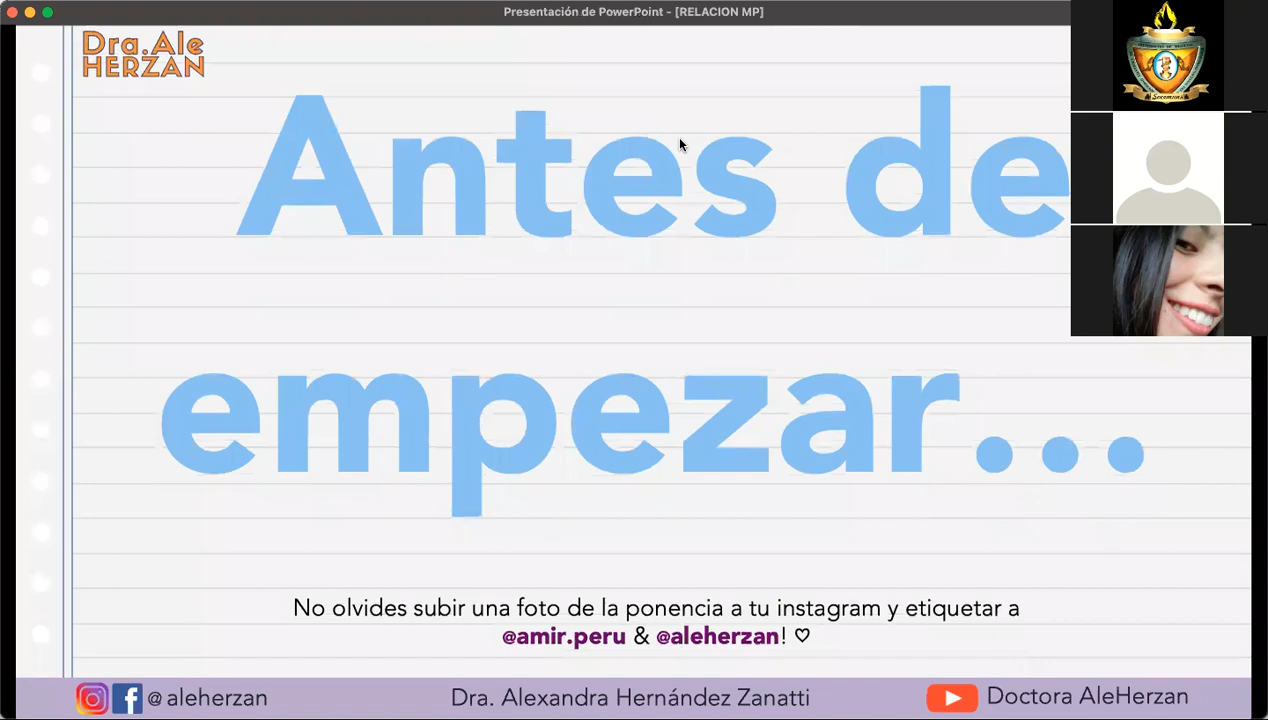 Presentación de PowerPoint - [RELACION MP]
Dra.Ale
HERZAN
Antes de
empezar...
No olvides subir una foto de la ponencia a tu instagram y etiquetar a
@amir.peru & @aleherzan! ♡
@aleherzan
Dra. Alexandra Hernández Zanatti
Doctora AleHerzan